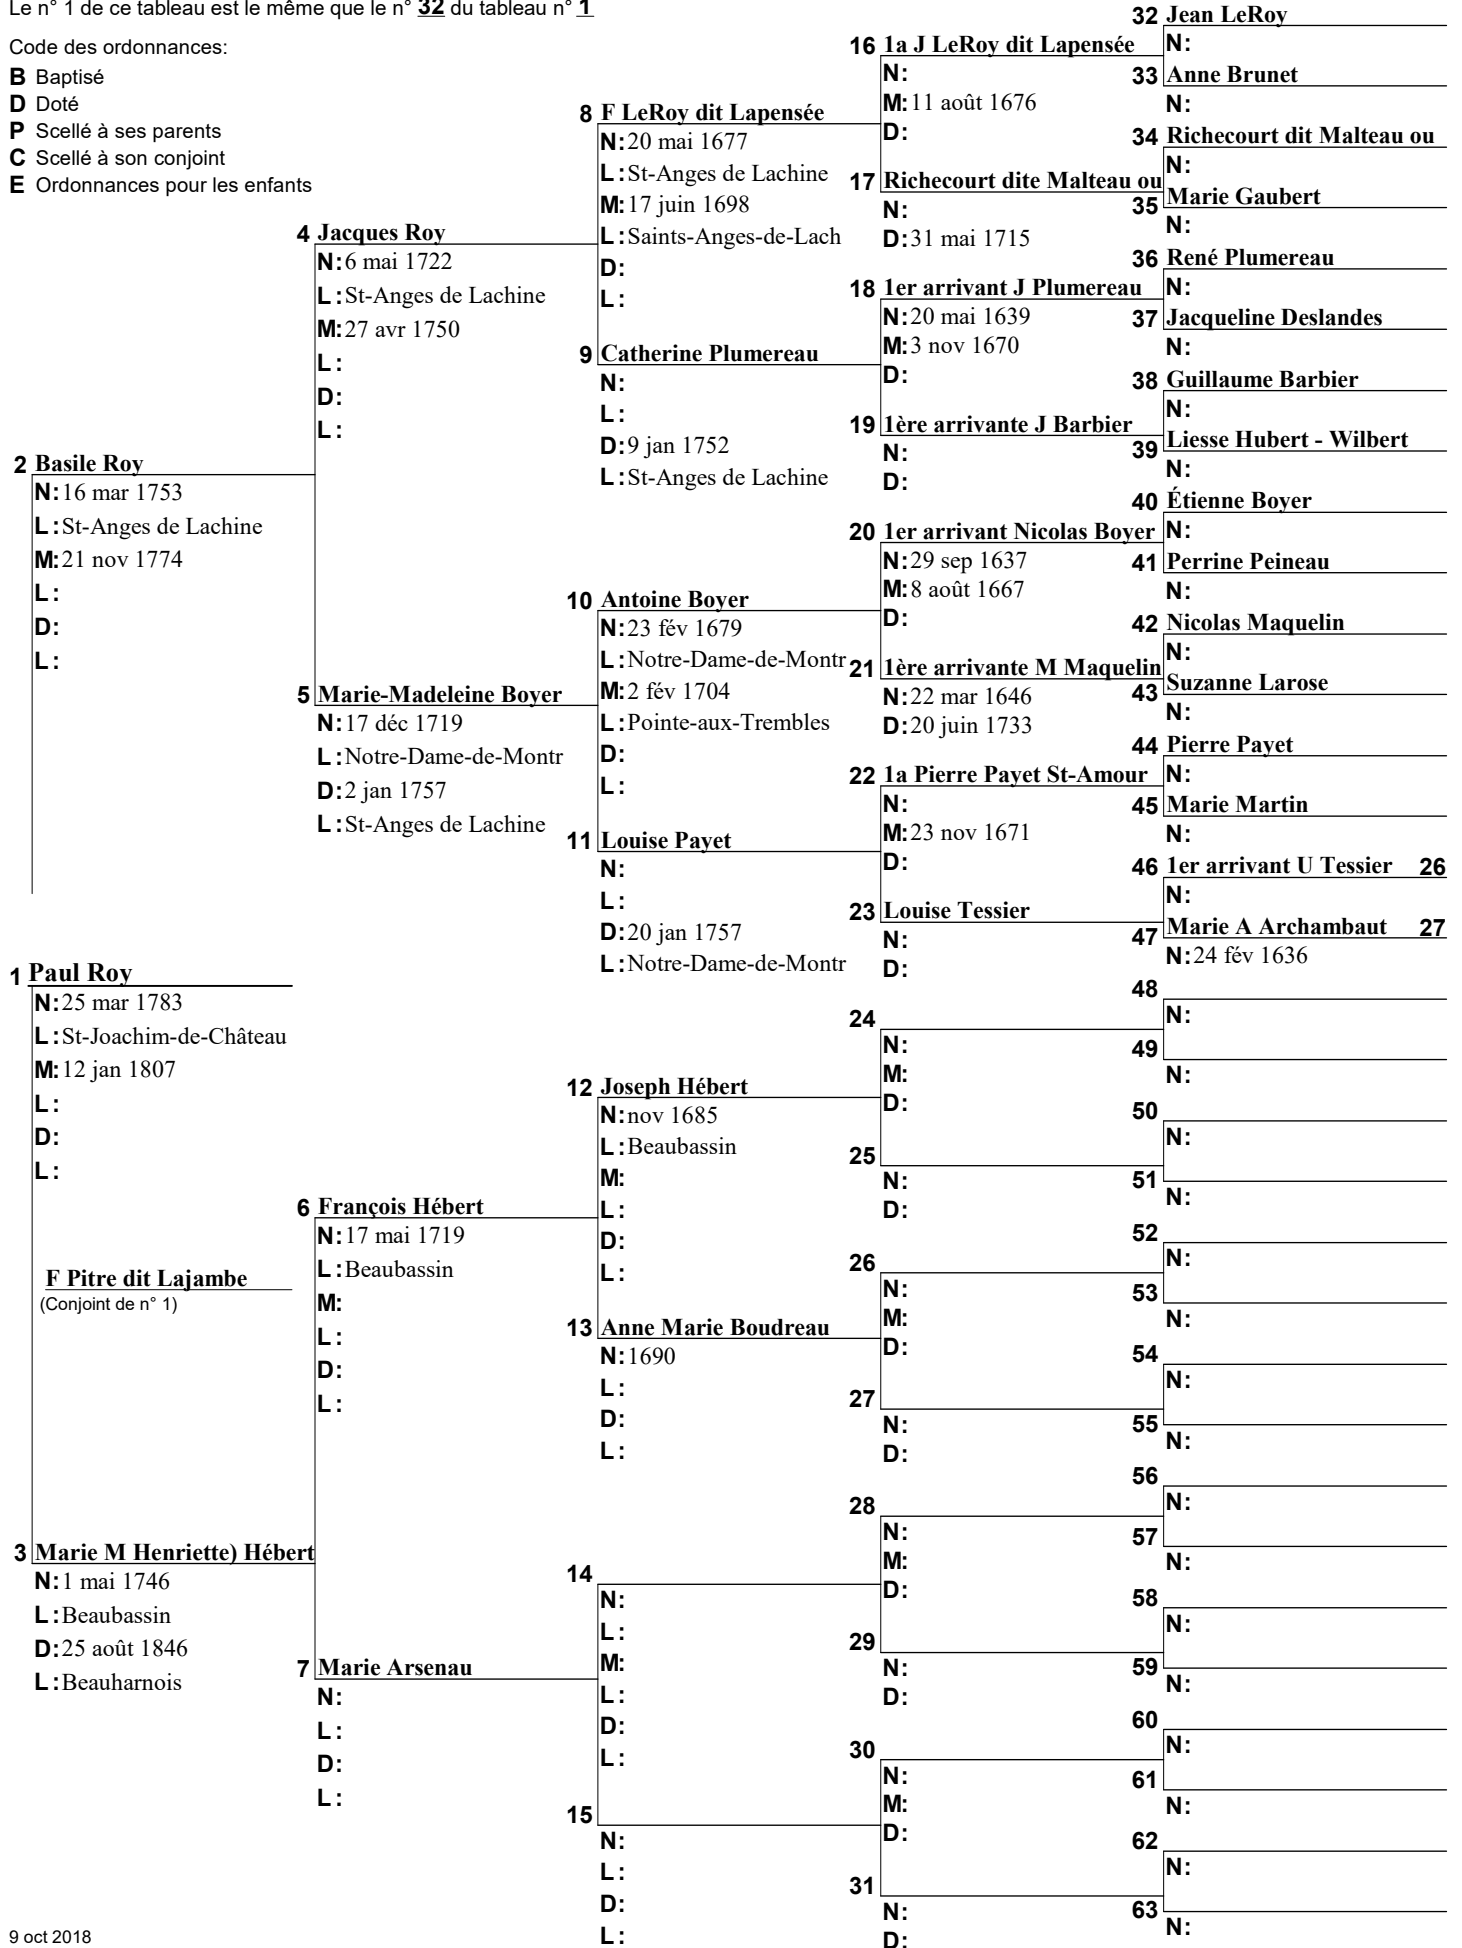 Le n° 1 de ce tableau est le même que le n° 32 du tableau n° 1
Code des ordonnances:
B Baptisé
D Doté
P Scellé à ses parents
C Scellé à son conjoint
E Ordonnances pour les enfants
2 Basile Roy
N: 16 mar 1753
L: St-Anges de Lachine
M: 21 nov 1774
L:
D:
L:
1 Paul Roy
N: 25 mar 1783
L: St-Joachim-de-Château
M: 12 jan 1807
L:
D:
L:
F Pitre dit Lajambe
(Conjoint de n° 1)
3 Marie M Henriette) Hébert
N: 1 mai 1746
L: Beaubassin
D: 25 août 1846
L: Beauharnois
4 Jacques Roy
N: 6 mai 1722
L: St-Anges de Lachine
M: 27 avr 1750
L:
D:
L:
5 Marie-Madeleine Boyer
N: 17 déc 1719
L: Notre-Dame-de-Montr
D: 2 jan 1757
L: St-Anges de Lachine
6 François Hébert
N: 17 mai 1719
L: Beaubassin
M:
L:
D:
L:
7 Marie Arsenau
N:
L:
D:
L:
8 F LeRoy dit Lapensée
N: 20 mai 1677
L: St-Anges de Lachine
M: 17 juin 1698
L: Saints-Anges-de-Lach
D:
L:
9 Catherine Plumereau
N:
L:
D: 9 jan 1752
L: St-Anges de Lachine
10 Antoine Boyer
N: 23 fév 1679
L: Notre-Dame-de-Montr
M: 2 fév 1704
L: Pointe-aux-Trembles
D:
L:
11 Louise Payet
N:
L:
D: 20 jan 1757
L: Notre-Dame-de-Montr
12 Joseph Hébert
N: nov 1685
L: Beaubassin
M:
L:
D:
L:
13 Anne Marie Boudreau
N: 1690
L:
D:
L:
14
N:
L:
M:
L:
D:
L:
15
N:
L:
D:
L:
16 1a J LeRoy dit Lapensée
N:
M: 11 août 1676
D:
17 Richecourt dite Malteau ou
N:
D: 31 mai 1715
18 1er arrivant J Plumereau
N: 20 mai 1639
M: 3 nov 1670
D:
19 1ère arrivante J Barbier
N:
D:
20 1er arrivant Nicolas Boyer
N: 29 sep 1637
M: 8 août 1667
D:
21 1ère arrivante M Maquelin
N: 22 mar 1646
D: 20 juin 1733
22 1a Pierre Payet St-Amour
N:
M: 23 nov 1671
D:
23 Louise Tessier
N:
D:
24
N:
M:
D:
25
N:
D:
26
N:
M:
D:
27
N:
D:
28
N:
M:
D:
29
N:
D:
30
N:
M:
D:
31
N:
D:
32 Jean LeRoy
N:
33 Anne Brunet
N:
34 Richecourt dit Malteau ou
N:
35 Marie Gaubert
N:
36 René Plumereau
N:
37 Jacqueline Deslandes
N:
38 Guillaume Barbier
N:
39 Liesse Hubert - Wilbert
N:
40 Étienne Boyer
N:
41 Perrine Peineau
N:
42 Nicolas Maquelin
N:
43 Suzanne Larose
N:
44 Pierre Payet
N:
45 Marie Martin
N:
46 1er arrivant U Tessier 26
N:
47 Marie A Archambaut 27
N: 24 fév 1636
48
N:
49
N:
50
N:
51
N:
52
N:
53
N:
54
N:
55
N:
56
N:
57
N:
58
N:
59
N:
60
N:
61
N:
62
N:
63
N:
9 oct 2018